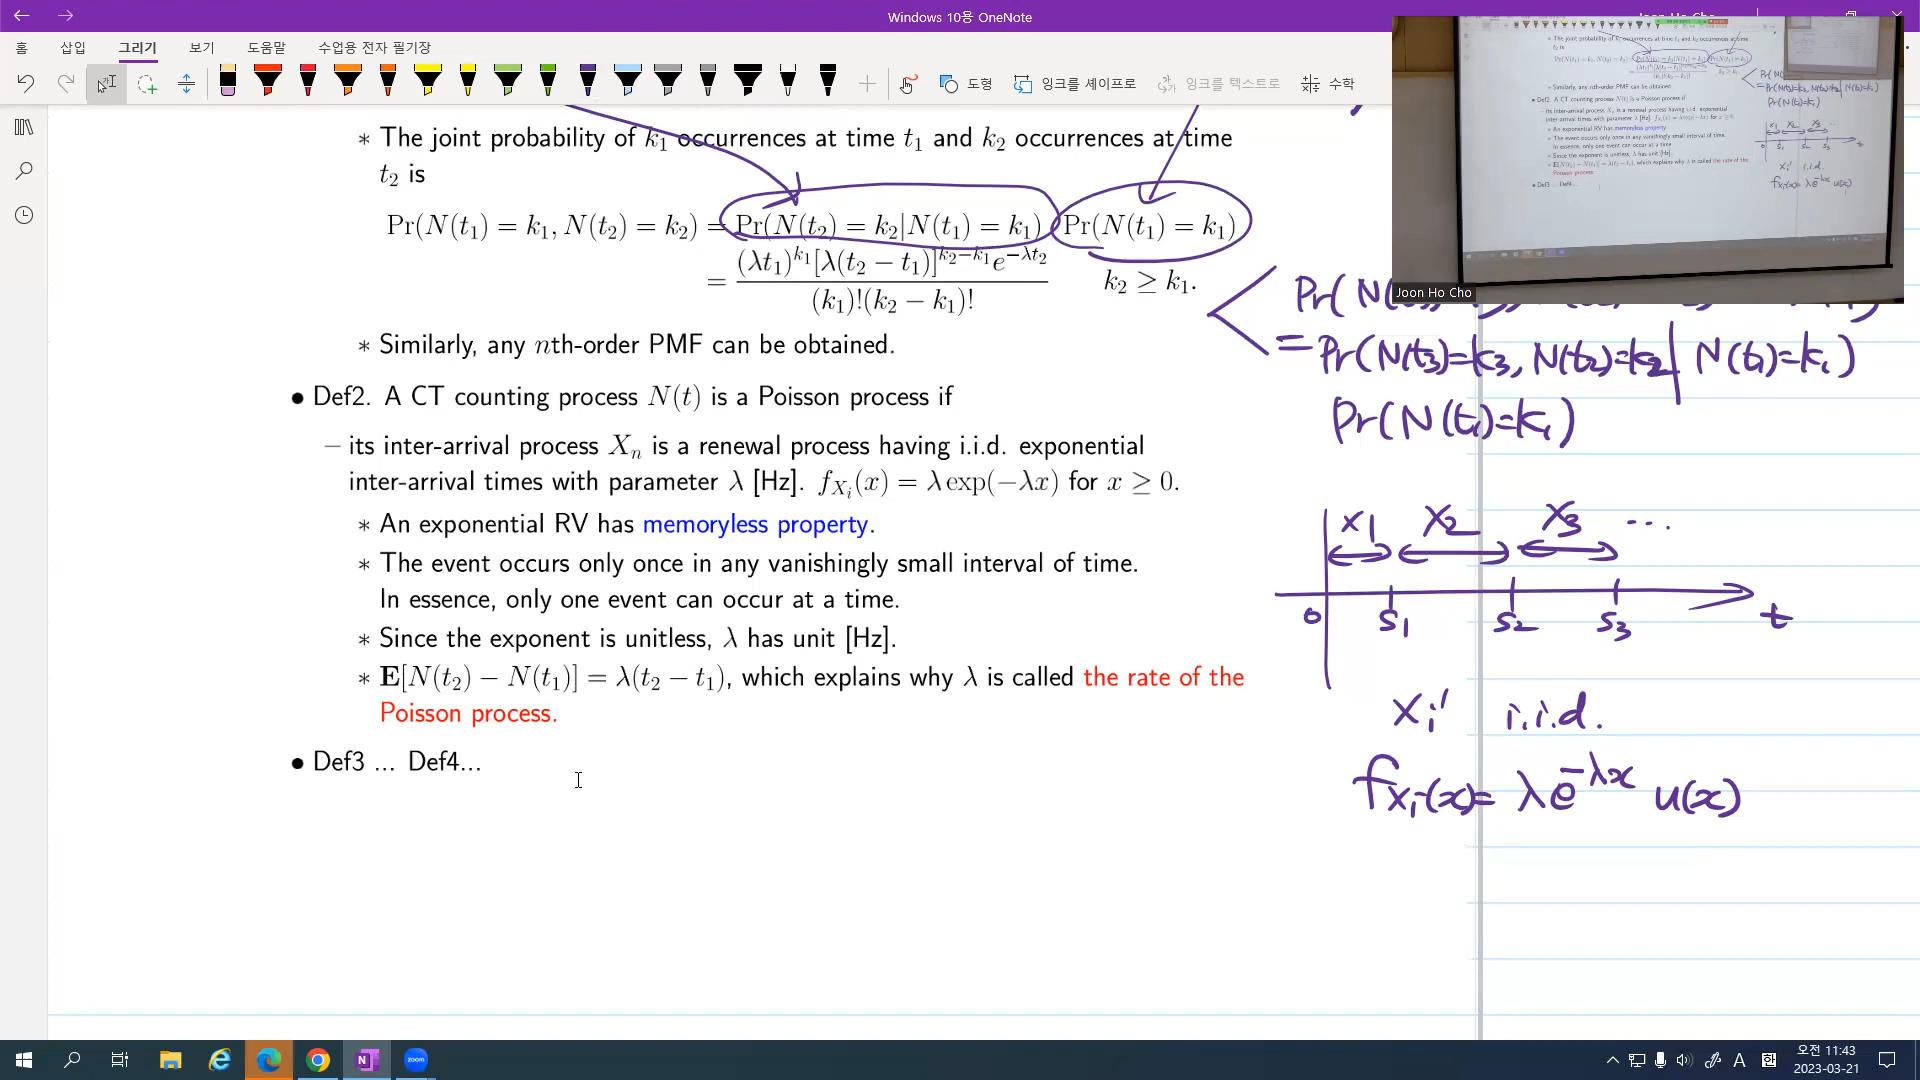 Windows 10용 OneNote
홈 삽입 그리기 보기 도움말 수업용 전자 필기장
도형 잉크를 셰이프로 잉크를 텍스트로 수학
∗ The joint probability of k₁ occurrences at time t₁ and k₂ occurrences at time
t₂ is
Pr(N(t₁) = k₁, N(t₂) = k₂) = Pr(N(t₂) = k₂|N(t₁) = k₁) Pr(N(t₁) = k₁)
= (λt₁)^{k₁}[λ(t₂ − t₁)]^{k₂−k₁}e^{−λt₂} / (k₁)!(k₂ − k₁)! k₂ ≥ k₁.
∗ Similarly, any nth-order PMF can be obtained.
● Def2. A CT counting process N(t) is a Poisson process if
– its inter-arrival process Xₙ is a renewal process having i.i.d. exponential
inter-arrival times with parameter λ [Hz]. f_{X_i}(x) = λ exp(−λx) for x ≥ 0.
∗ An exponential RV has memoryless property.
∗ The event occurs only once in any vanishingly small interval of time.
In essence, only one event can occur at a time.
∗ Since the exponent is unitless, λ has unit [Hz].
∗ E[N(t₂) − N(t₁)] = λ(t₂ − t₁), which explains why λ is called the rate of the
Poisson process.
● Def3 ... Def4...
Joon Ho Cho
=Pr(N(t₃)=k₃, N(t₂)=k₂ | N(t₁)=k₁)
Pr(N(t₁)=k₁)
X1 X2 X3 ...
0 S1 S2 S3 t
Xi' i.i.d.
f_{Xi}(x)= λe^{-λx} u(x)
zoom
A 한
오전 11:43
2023-03-21